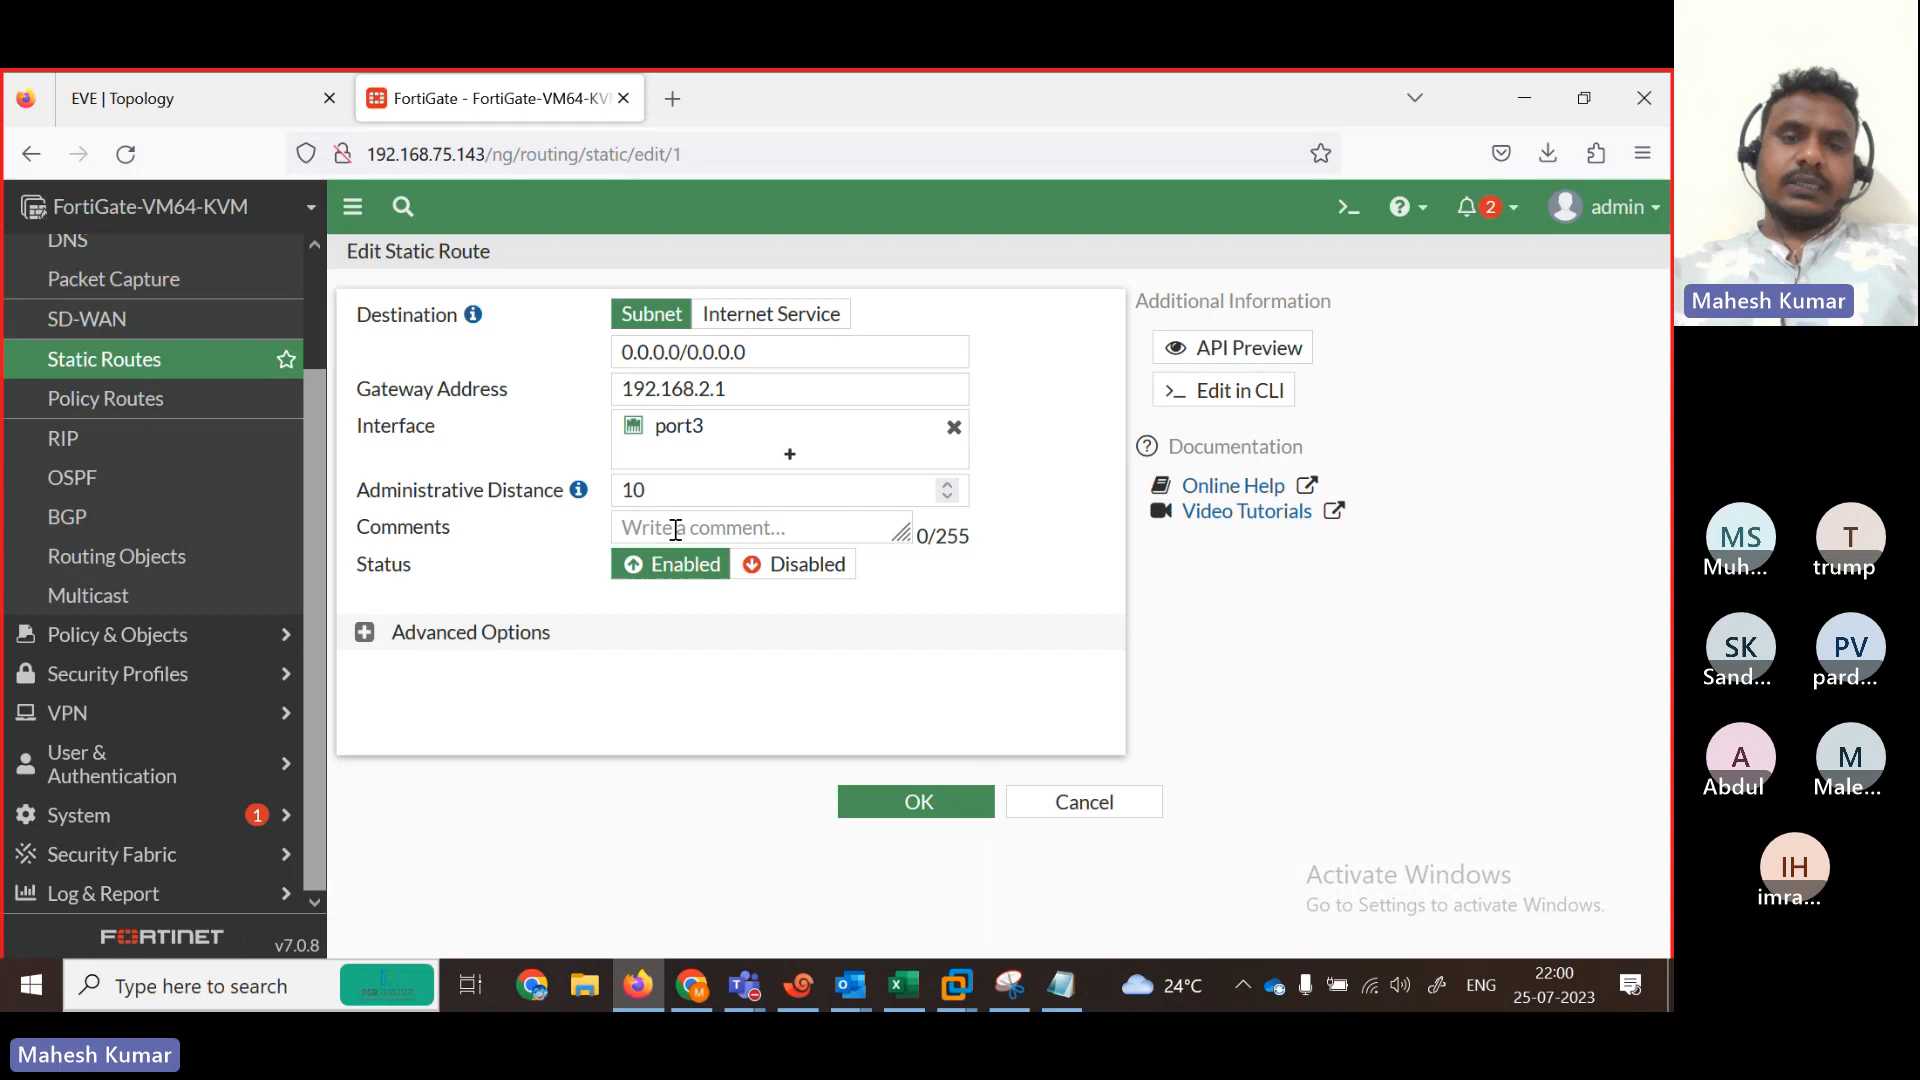 EVE | Topology
FortiGate - FortiGate-VM64-KVI
192.168.75.143/ng/routing/static/edit/1
FortiGate-VM64-KVM
2
admin
DNS
Packet Capture
SD-WAN
Static Routes
Policy Routes
RIP
OSPF
BGP
Routing Objects
Multicast
Policy & Objects
Security Profiles
VPN
User &
Authentication
System
1
Security Fabric
Log & Report
FORTINET
v7.0.8
Edit Static Route
Destination
Subnet
Internet Service
0.0.0.0/0.0.0.0
Gateway Address
192.168.2.1
Interface
port3
Administrative Distance
10
Comments
Write a comment...
0/255
Status
Enabled
Disabled
Advanced Options
OK
Cancel
Additional Information
API Preview
Edit in CLI
Documentation
Online Help
Video Tutorials
Activate Windows
Go to Settings to activate Windows.
Type here to search
24°C
ENG
22:00
25-07-2023
Mahesh Kumar
MS
Muh...
T
trump
SK
Sand...
PV
pard...
A
Abdul
M
Male...
IH
imra...
Mahesh Kumar